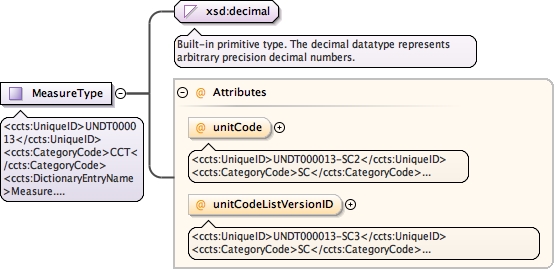 xsd:decimal
Built-in primitive type. The decimal datatype represents
arbitrary precision decimal numbers.
MeasureType
<ccts:UniqueID>UNDT0000
13</ccts:UniqueID>
<ccts:CategoryCode>CCT<
/ccts:CategoryCode>
<ccts:DictionaryEntryName
>Measure....
@ Attributes
@ unitCode
<ccts:UniqueID>UNDT000013-SC2</ccts:UniqueID>
<ccts:CategoryCode>SC</ccts:CategoryCode>...
@ unitCodeListVersionID
<ccts:UniqueID>UNDT000013-SC3</ccts:UniqueID>
<ccts:CategoryCode>SC</ccts:CategoryCode>...